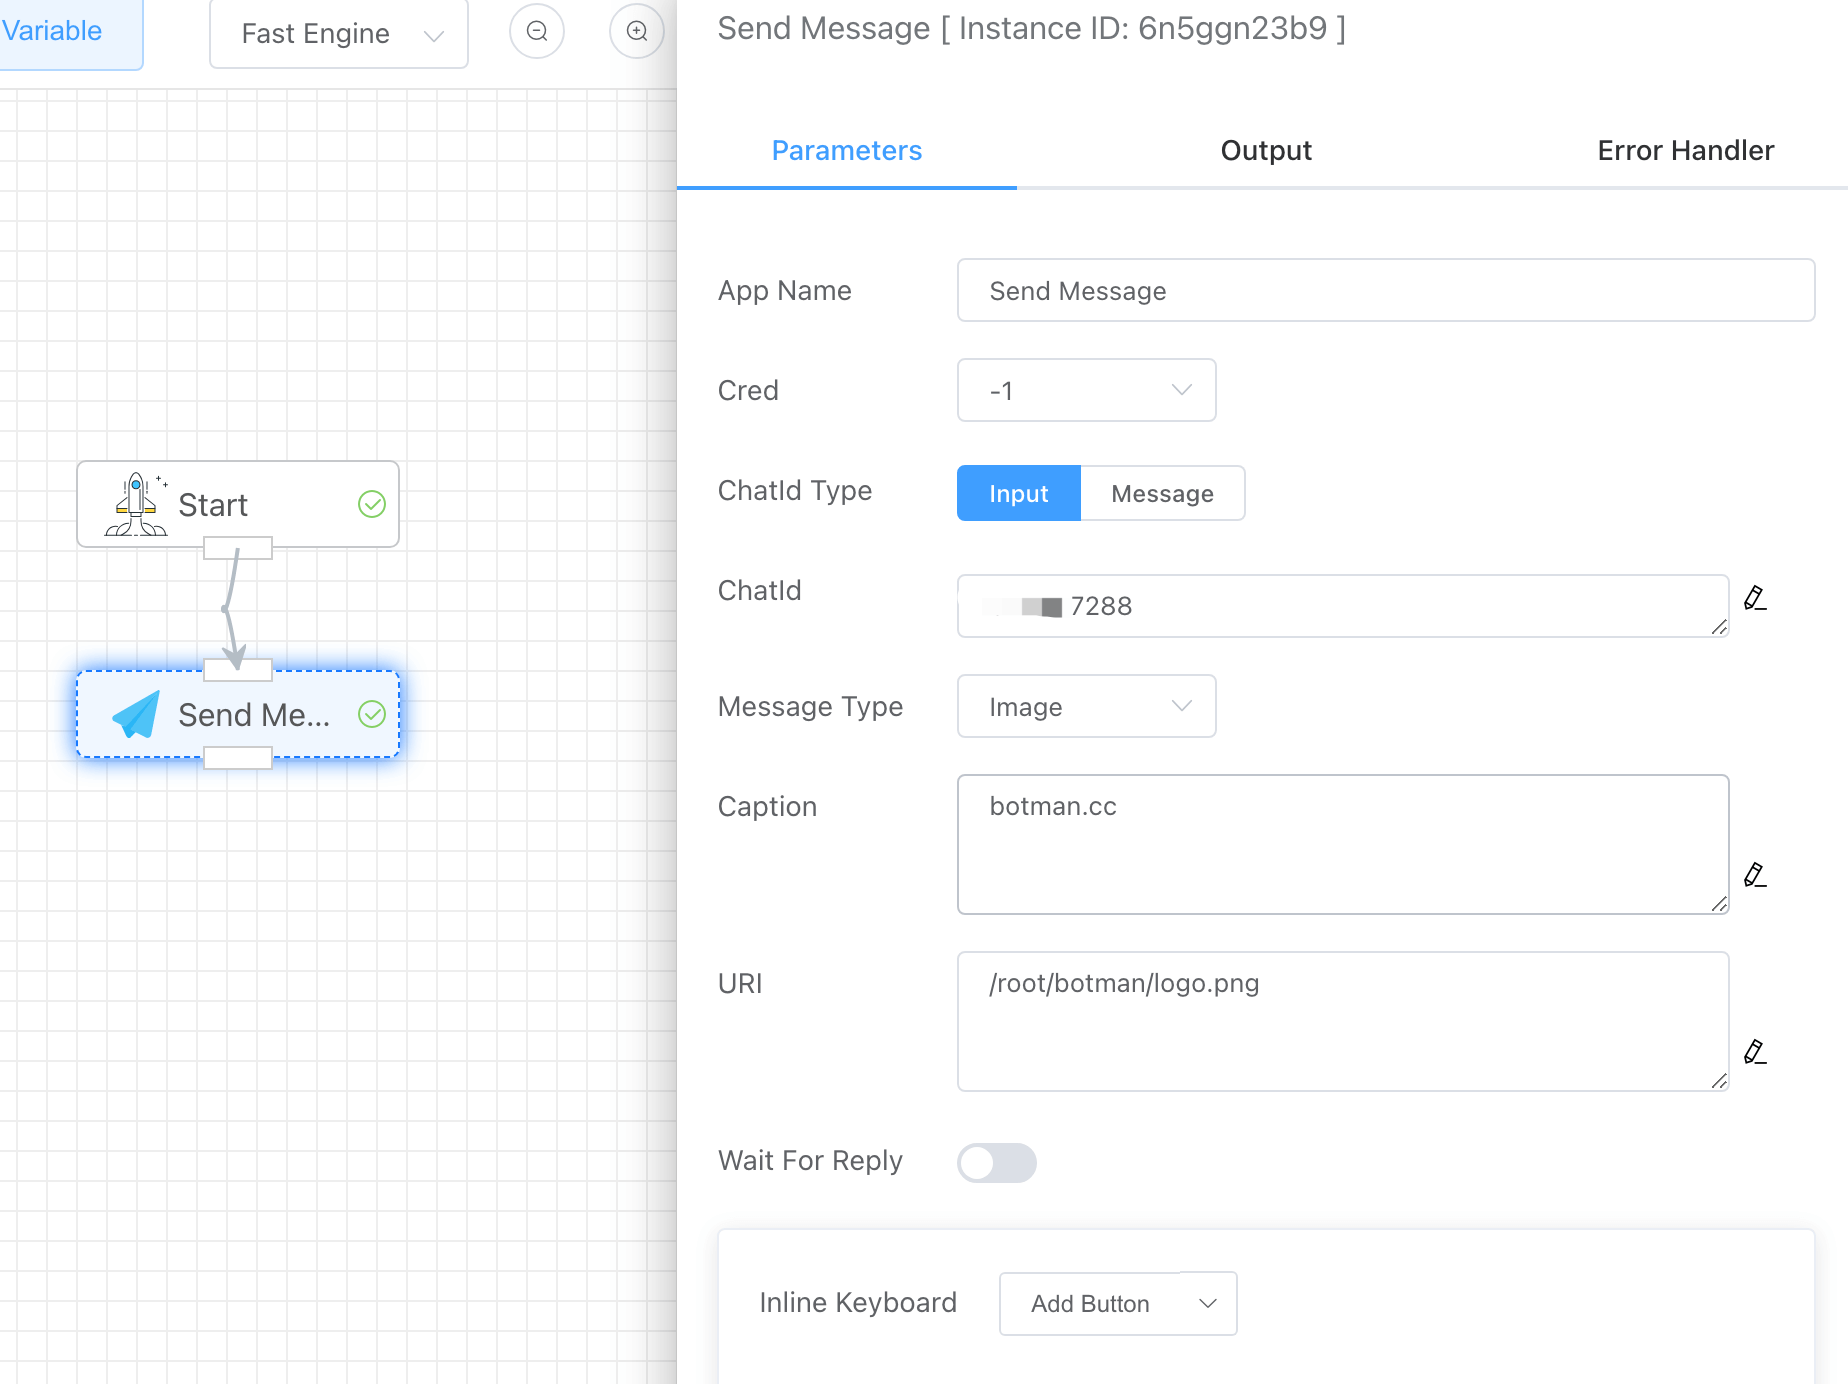 Variable
Fast Engine
Start
Send Me...
Send Message [ Instance ID: 6n5ggn23b9 ]
Parameters
Output
Error Handler
App Name
Send Message
Cred
-1
ChatId Type
Input
Message
ChatId
7288
Message Type
Image
Caption
botman.cc
URI
/root/botman/logo.png
Wait For Reply
Inline Keyboard
Add Button